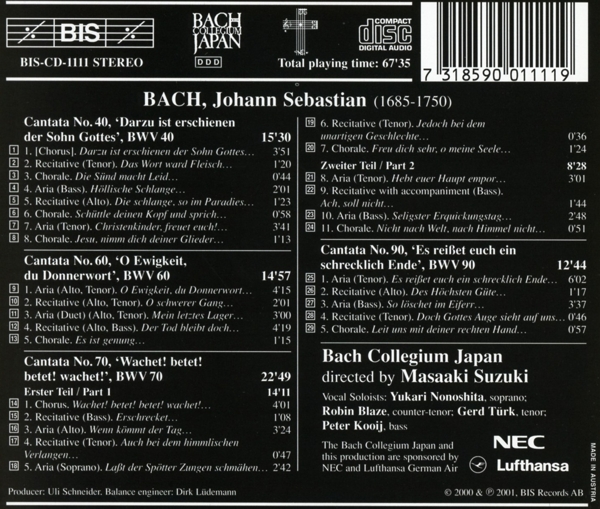 BIS
BIS-CD-1111 STEREO
BACH
COLLEGIUM
JAPAN
DDD
COMPACT
disc
DIGITAL AUDIO
Total playing time: 67'35
7 318590 011119
BACH, Johann Sebastian (1685-1750)
Cantata No. 40, ‘Darzu ist erschienen
der Sohn Gottes’, BWV 40 15'30
1 1. [Chorus]. Darzu ist erschienen der Sohn Gottes… 3'51
2 2. Recitative (Tenor). Das Wort ward Fleisch… 1'20
3 3. Chorale. Die Sünd macht Leid… 0'44
4 4. Aria (Bass). Höllische Schlange… 2'01
5 5. Recitative (Alto). Die schlange, so im Paradies… 1'23
6 6. Chorale. Schüttle deinen Kopf und sprich… 0'58
7 7. Aria (Tenor). Christenkinder, freuet euch!… 3'41
8 8. Chorale. Jesu, nimm dich deiner Glieder… 1'13
Cantata No. 60, ‘O Ewigkeit,
du Donnerwort’, BWV 60 14'57
9 1. Aria (Alto, Tenor). O Ewigkeit, du Donnerwort… 4'15
10 2. Recitative (Alto, Tenor). O schwerer Gang… 2'01
11 3. Aria (Duet) (Alto, Tenor). Mein letztes Lager… 3'00
12 4. Recitative (Alto, Bass). Der Tod bleibt doch… 4'19
13 5. Chorale. Es ist genung… 1'15
Cantata No. 70, ‘Wachet! betet!
betet! wachet!’, BWV 70 22'49
Erster Teil / Part 1 14'11
14 1. Chorus. Wachet! betet! betet! wachet!… 4'01
15 2. Recitative (Bass). Erschrecket… 1'08
16 3. Aria (Alto). Wenn kömmt der Tag… 3'24
17 4. Recitative (Tenor). Auch bei dem himmlischen
Verlangen… 0'47
18 5. Aria (Soprano). Laßt der Spötter Zungen schmähen… 2'42
19 6. Recitative (Tenor). Jedoch bei dem
unartigen Geschlechte… 0'36
20 7. Chorale. Freu dich sehr, o meine Seele… 1'24
Zweiter Teil / Part 2 8'28
21 8. Aria (Tenor). Hebt euer Haupt empor… 3'01
22 9. Recitative with accompaniment (Bass).
Ach, soll nicht… 1'44
23 10. Aria (Bass). Seligster Erquickungstag… 2'48
24 11. Chorale. Nicht nach Welt, nach Himmel nicht… 0'51
Cantata No. 90, ‘Es reißet euch ein
schrecklich Ende’, BWV 90 12'44
25 1. Aria (Tenor). Es reißet euch ein schrecklich Ende… 6'02
26 2. Recitative (Alto). Des Höchsten Güte… 1'17
27 3. Aria (Bass). So löschet im Eifer… 3'37
28 4. Recitative (Tenor). Doch Gottes Auge sieht auf uns… 0'46
29 5. Chorale. Leit uns mit deiner rechten Hand… 0'57
Bach Collegium Japan
directed by Masaaki Suzuki
Vocal Soloists: Yukari Nonoshita, soprano;
Robin Blaze, counter-tenor; Gerd Türk, tenor;
Peter Kooij, bass
The Bach Collegium Japan and
this production are sponsored by
NEC and Lufthansa German Air
NEC
Lufthansa
MADE IN AUSTRIA
Producer: Uli Schneider. Balance engineer: Dirk Lüdemann
© 2000 & ℗ 2001, BIS Records AB